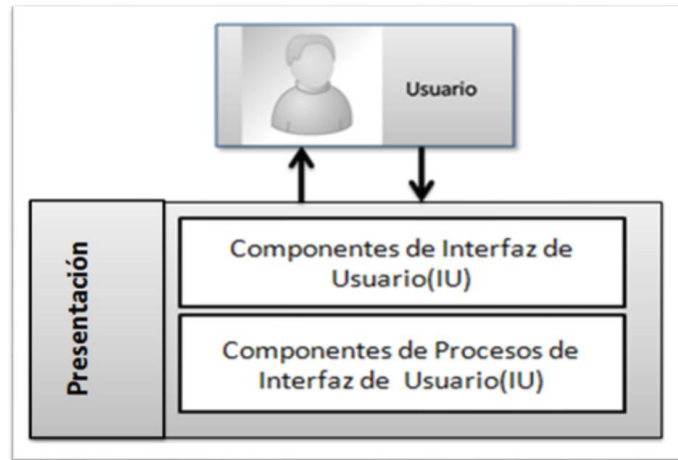 Usuario
Presentación
Componentes de Interfaz de
Usuario(IU)
Componentes de Procesos de
Interfaz de Usuario(IU)